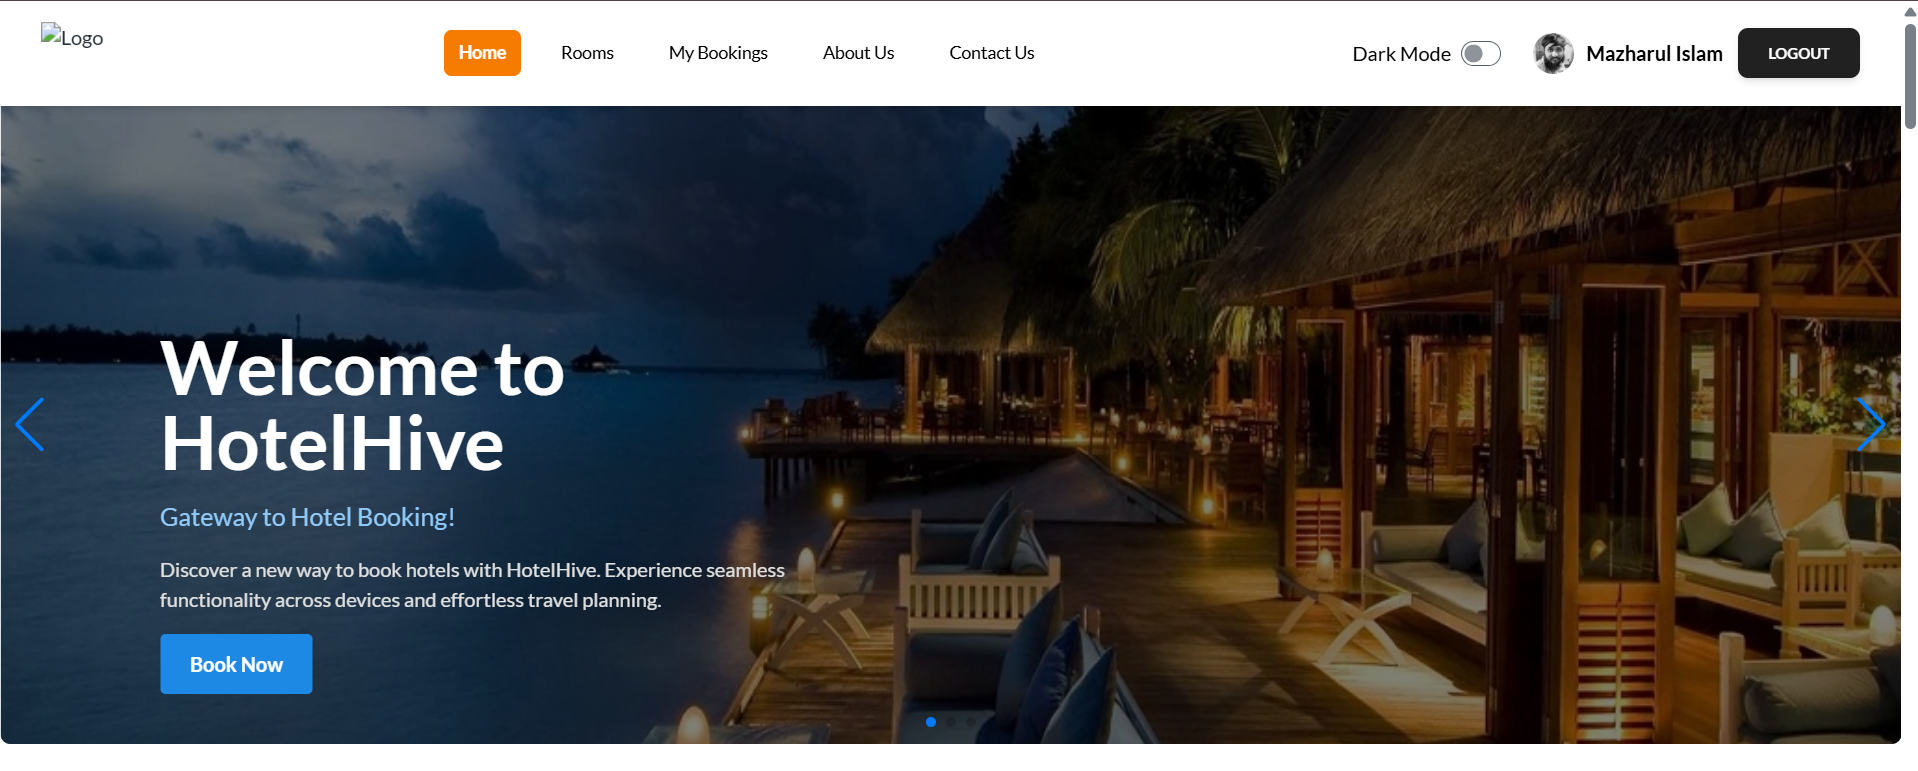 Logo
Home
Rooms
My Bookings
About Us
Contact Us
Dark Mode
Mazharul Islam
LOGOUT
Welcome to
HotelHive
Gateway to Hotel Booking!
Discover a new way to book hotels with HotelHive. Experience seamless
functionality across devices and effortless travel planning.
Book Now